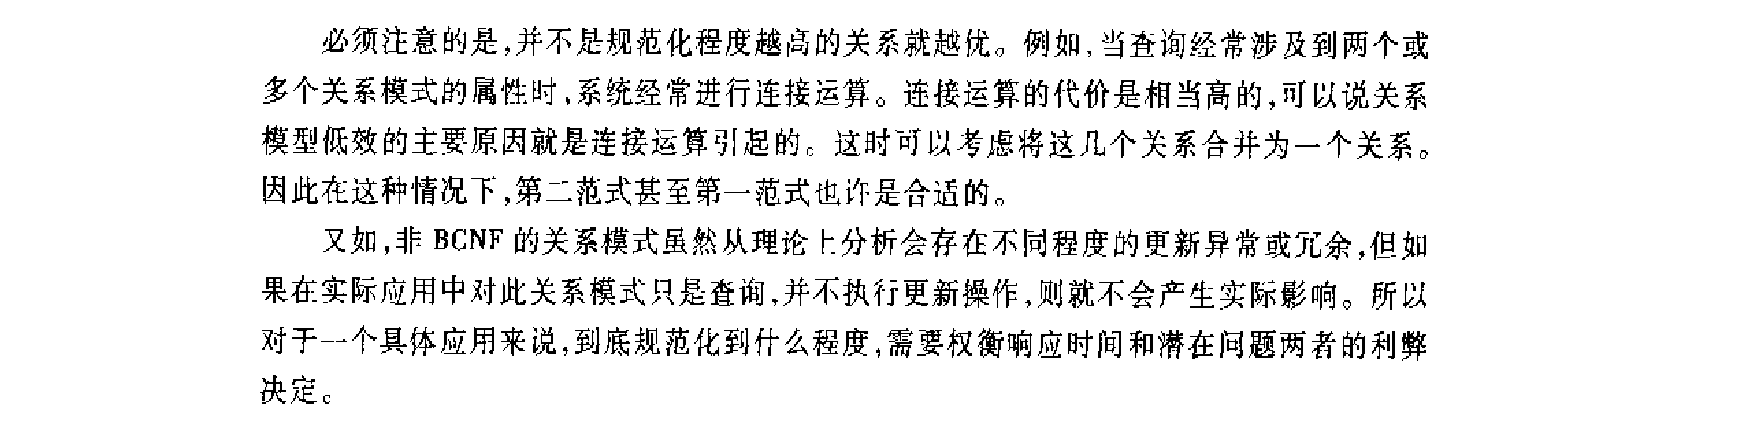 必须注意的是,并不是规范化程度越高的关系就越优。例如,当查询经常涉及到两个或
多个关系模式的属性时,系统经常进行连接运算。连接运算的代价是相当高的,可以说关系
模型低效的主要原因就是连接运算引起的。这时可以考虑将这几个关系合并为一个关系。
因此在这种情况下,第二范式甚至第一范式也许是合适的。
又如,非 BCNF 的关系模式虽然从理论上分析会存在不同程度的更新异常或冗余,但如
果在实际应用中对此关系模式只是查询,并不执行更新操作,则就不会产生实际影响。所以
对于一个具体应用来说,到底规范化到什么程度,需要权衡响应时间和潜在问题两者的利弊
决定。